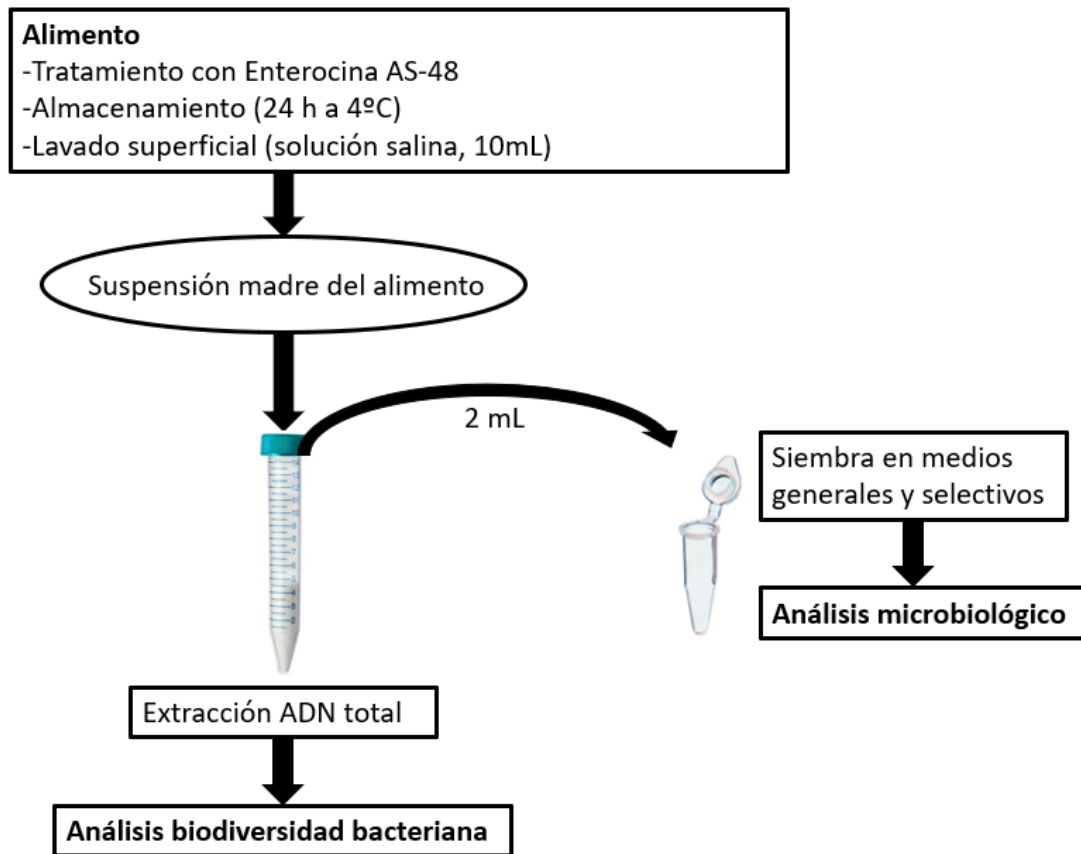 Alimento
-Tratamiento con Enterocina AS-48
-Almacenamiento (24 h a 4ºC)
-Lavado superficial (solución salina, 10mL)
Suspensión madre del alimento
2 mL
Siembra en medios
generales y selectivos
Análisis microbiológico
Extracción ADN total
Análisis biodiversidad bacteriana